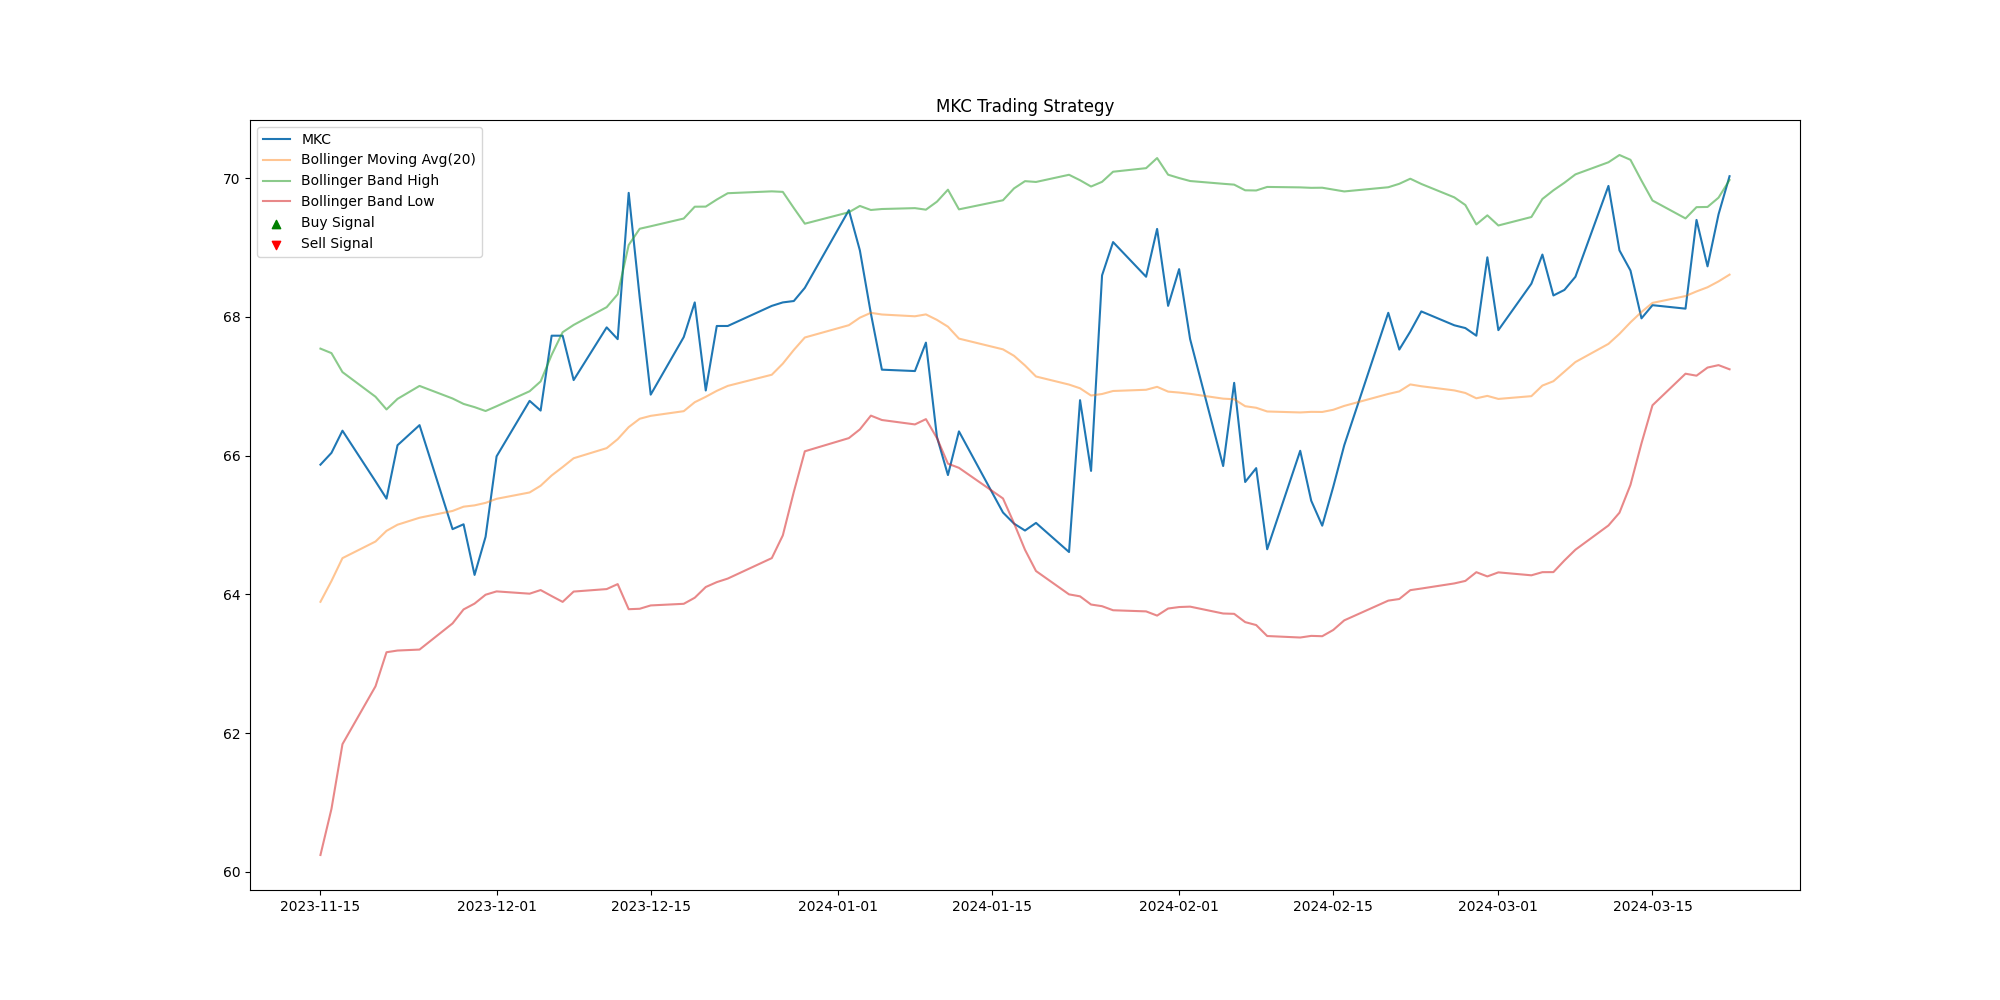 MKC Trading Strategy
MKC
Bollinger Moving Avg(20)
Bollinger Band High
Bollinger Band Low
Buy Signal
Sell Signal
70
68
66
64
62
60
2023-11-15 2023-12-01 2023-12-15 2024-01-01 2024-01-15 2024-02-01 2024-02-15 2024-03-01 2024-03-15